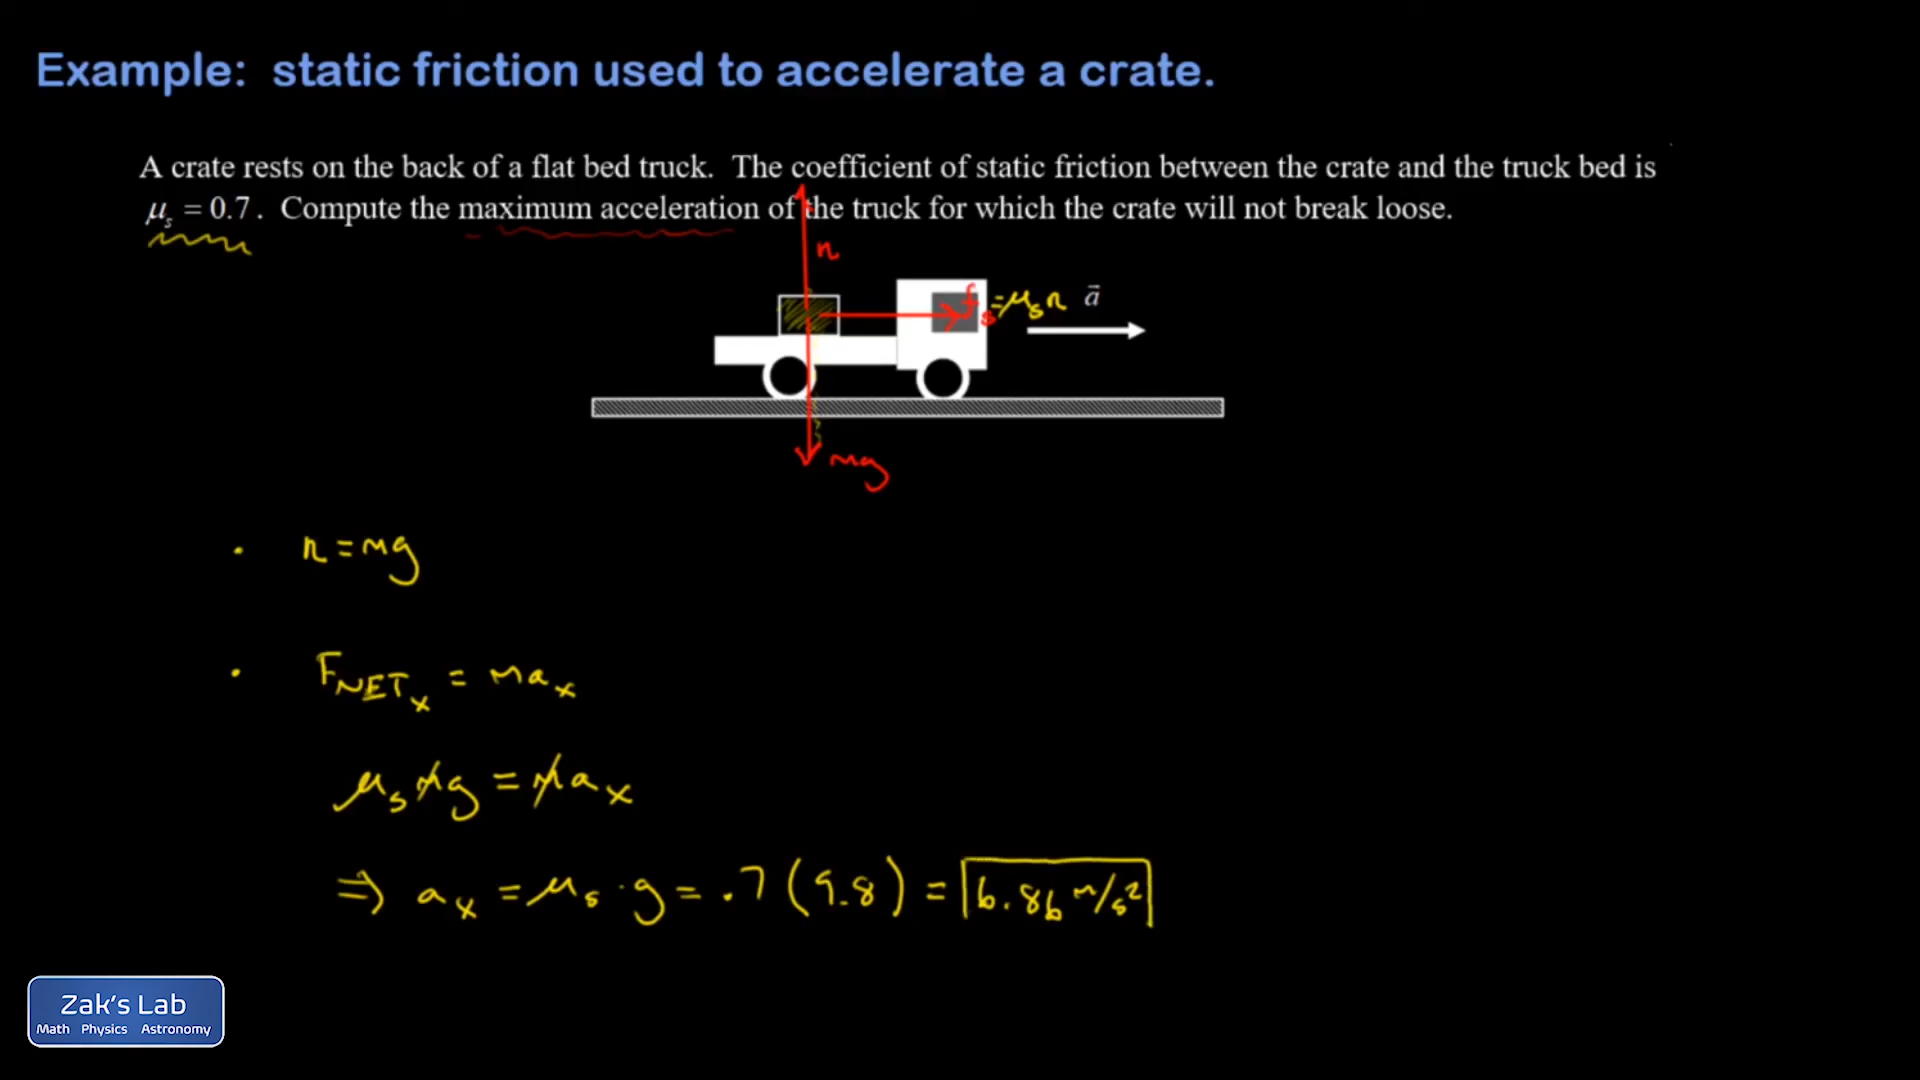 Example: static friction used to accelerate a crate.
A crate rests on the back of a flat bed truck. The coefficient of static friction between the crate and the truck bed is
μs = 0.7. Compute the maximum acceleration of the truck for which the crate will not break loose.
n
fs = μs n a⃗
mg
• n = mg
• FNETx = max
μs mg = max
⇒ ax = μs · g = .7 (9.8) = 6.86 m/s²
Zak's Lab
Math Physics Astronomy